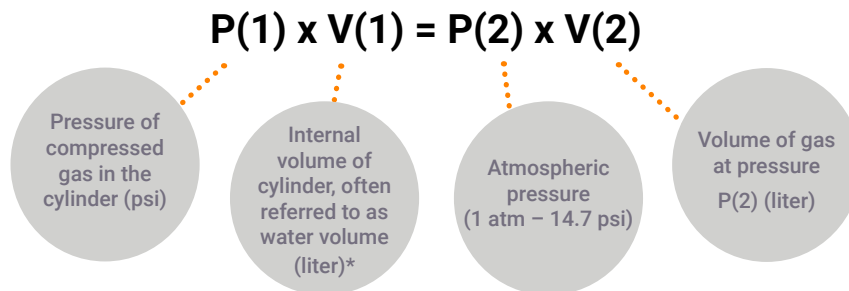 P(1) x V(1) = P(2) x V(2)
Pressure of
compressed
gas in the
cylinder (psi)
Internal
volume of
cylinder, often
referred to as
water volume
(liter)*
Atmospheric
pressure
(1 atm – 14.7 psi)
Volume of gas
at pressure
P(2) (liter)